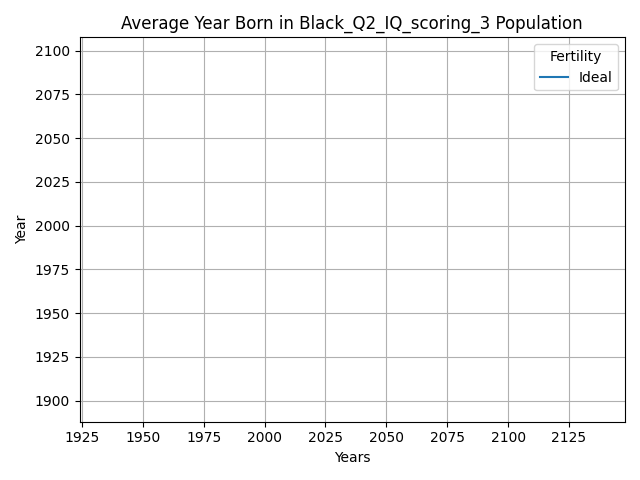 Average Year Born in Black_Q2_IQ_scoring_3 Population
Fertility
Ideal
Year
2100
2075
2050
2025
2000
1975
1950
1925
1900
1925 1950 1975 2000 2025 2050 2075 2100 2125
Years